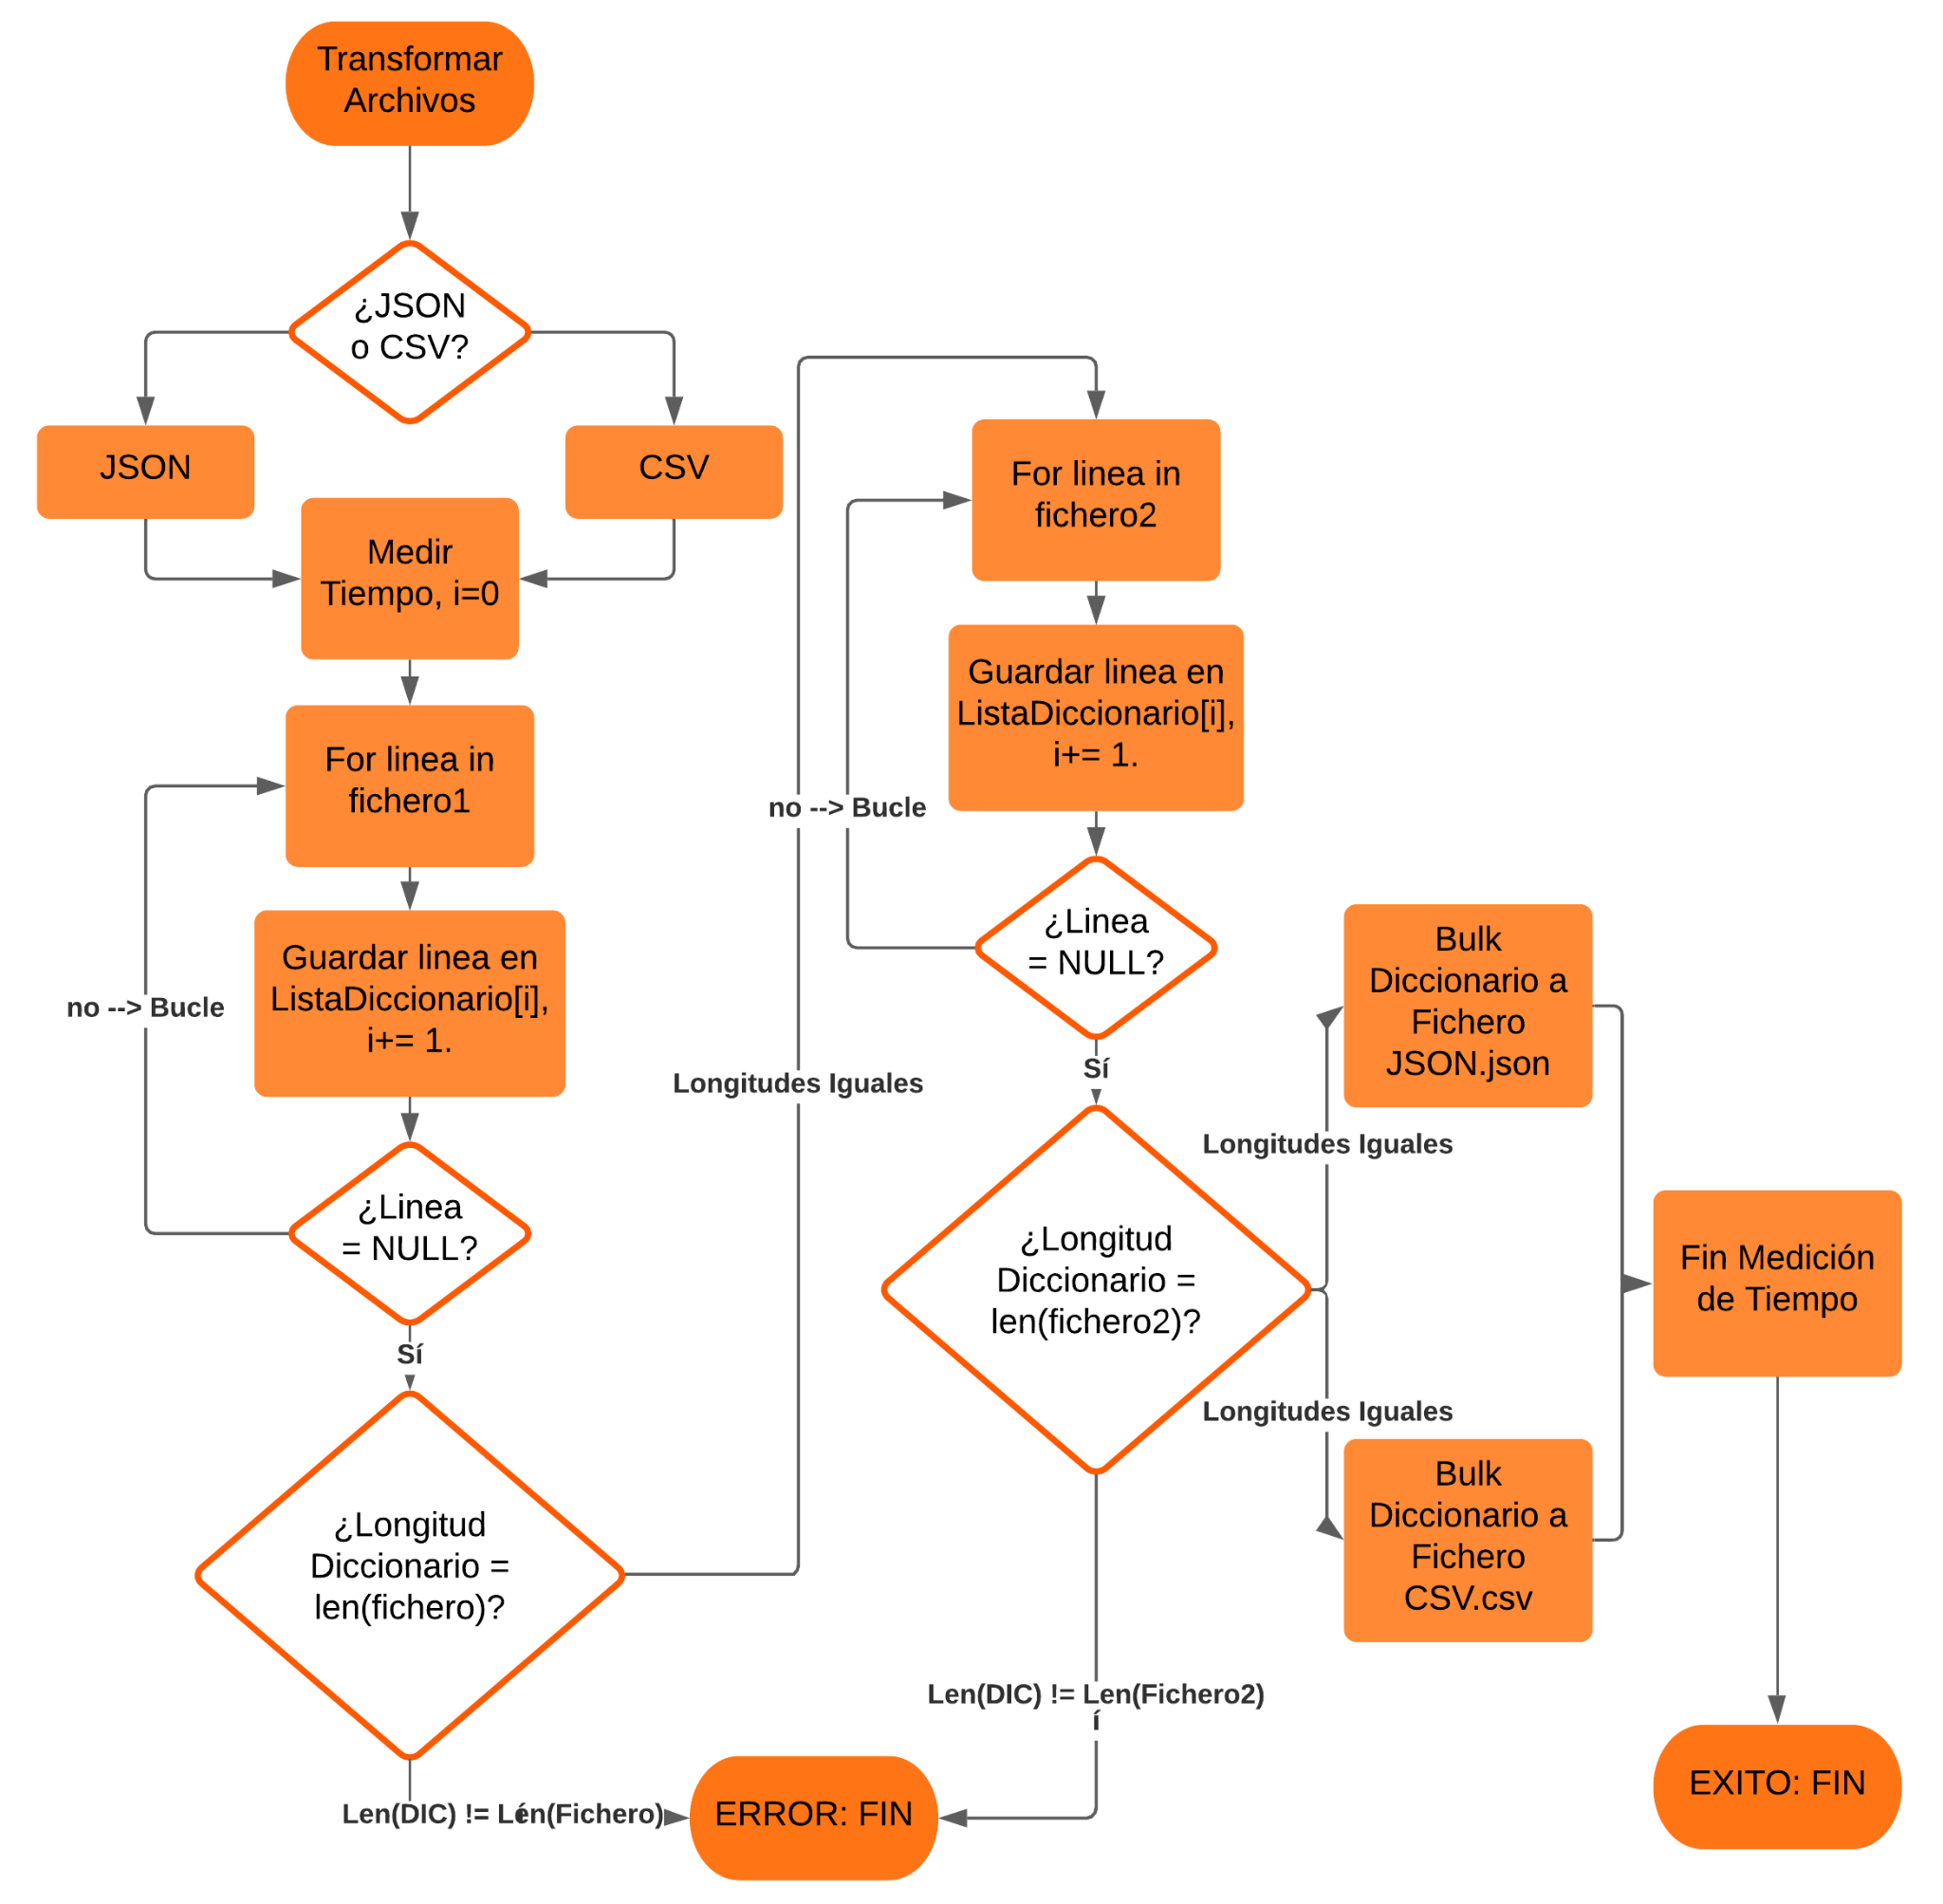 Transformar
Archivos
¿JSON
o CSV?
JSON
CSV
Medir
Tiempo, i=0
For linea in
fichero1
Guardar linea en
ListaDiccionario[i],
i+= 1.
no --> Bucle
¿Linea
= NULL?
Sí
¿Longitud
Diccionario =
len(fichero)?
Len(DIC) != Len(Fichero)
Longitudes Iguales
For linea in
fichero2
Guardar linea en
ListaDiccionario[i],
i+= 1.
no --> Bucle
¿Linea
= NULL?
Sí
¿Longitud
Diccionario =
len(fichero2)?
Len(DIC) != Len(Fichero2)
í
ERROR: FIN
Longitudes Iguales
Longitudes Iguales
Bulk
Diccionario a
Fichero
JSON.json
Bulk
Diccionario a
Fichero
CSV.csv
Fin Medición
de Tiempo
EXITO: FIN